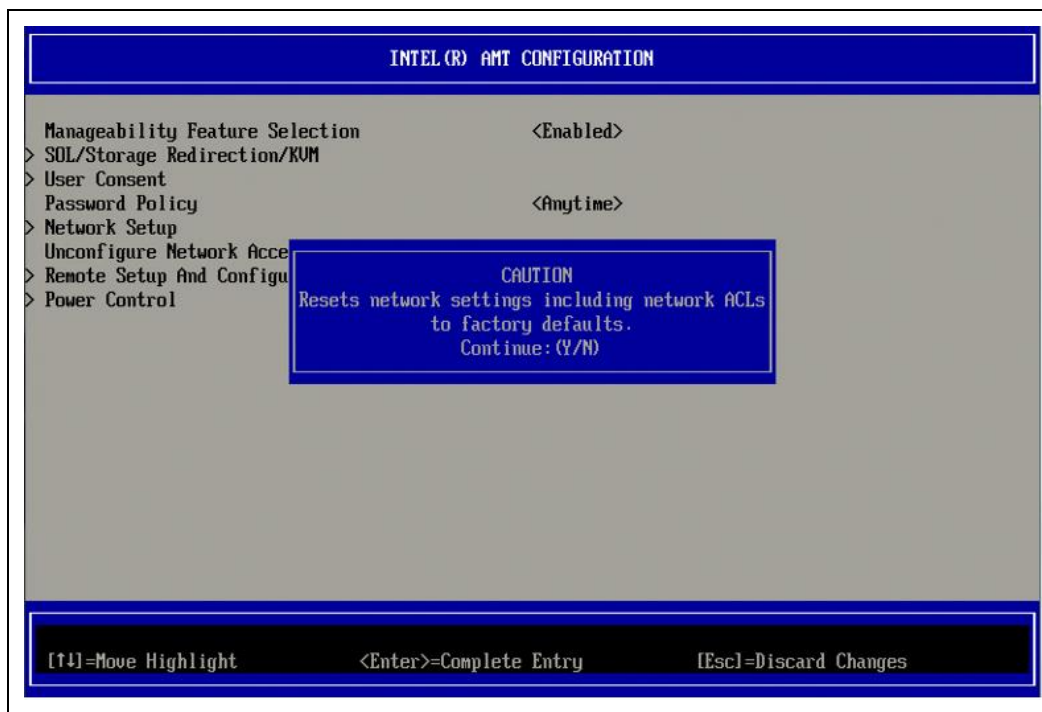 INTEL(R) AMT CONFIGURATION
Manageability Feature Selection <Enabled>
> SOL/Storage Redirection/KVM
> User Consent
Password Policy <Anytime>
> Network Setup
Unconfigure Network Acce
> Remote Setup And Configu
> Power Control
CAUTION
Resets network settings including network ACLs
to factory defaults.
Continue:(Y/N)
[↑↓]=Move Highlight <Enter>=Complete Entry [Esc]=Discard Changes